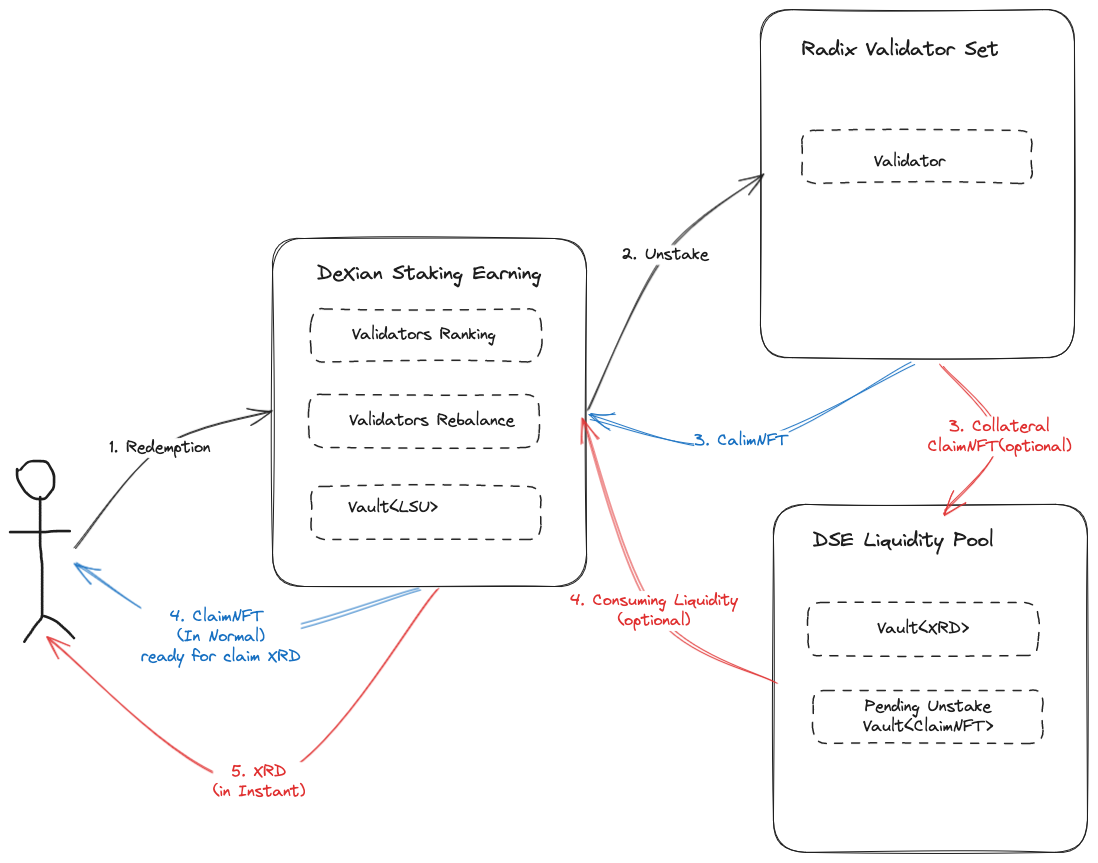 Radix Validator Set
Validator
2. Unstake
DeXian Staking Earning
Validators Ranking
Validators Rebalance
Vault<LSU>
1. Redemption
3. CalimNFT
3. Collateral
ClaimNFT(optional)
DSE Liquidity Pool
Vault<XRD>
Pending Unstake
Vault<ClaimNFT>
4. Consuming Liquidity
(optional)
4. ClaimNFT
(In Normal)
ready for claim XRD
5. XRD
(in Instant)